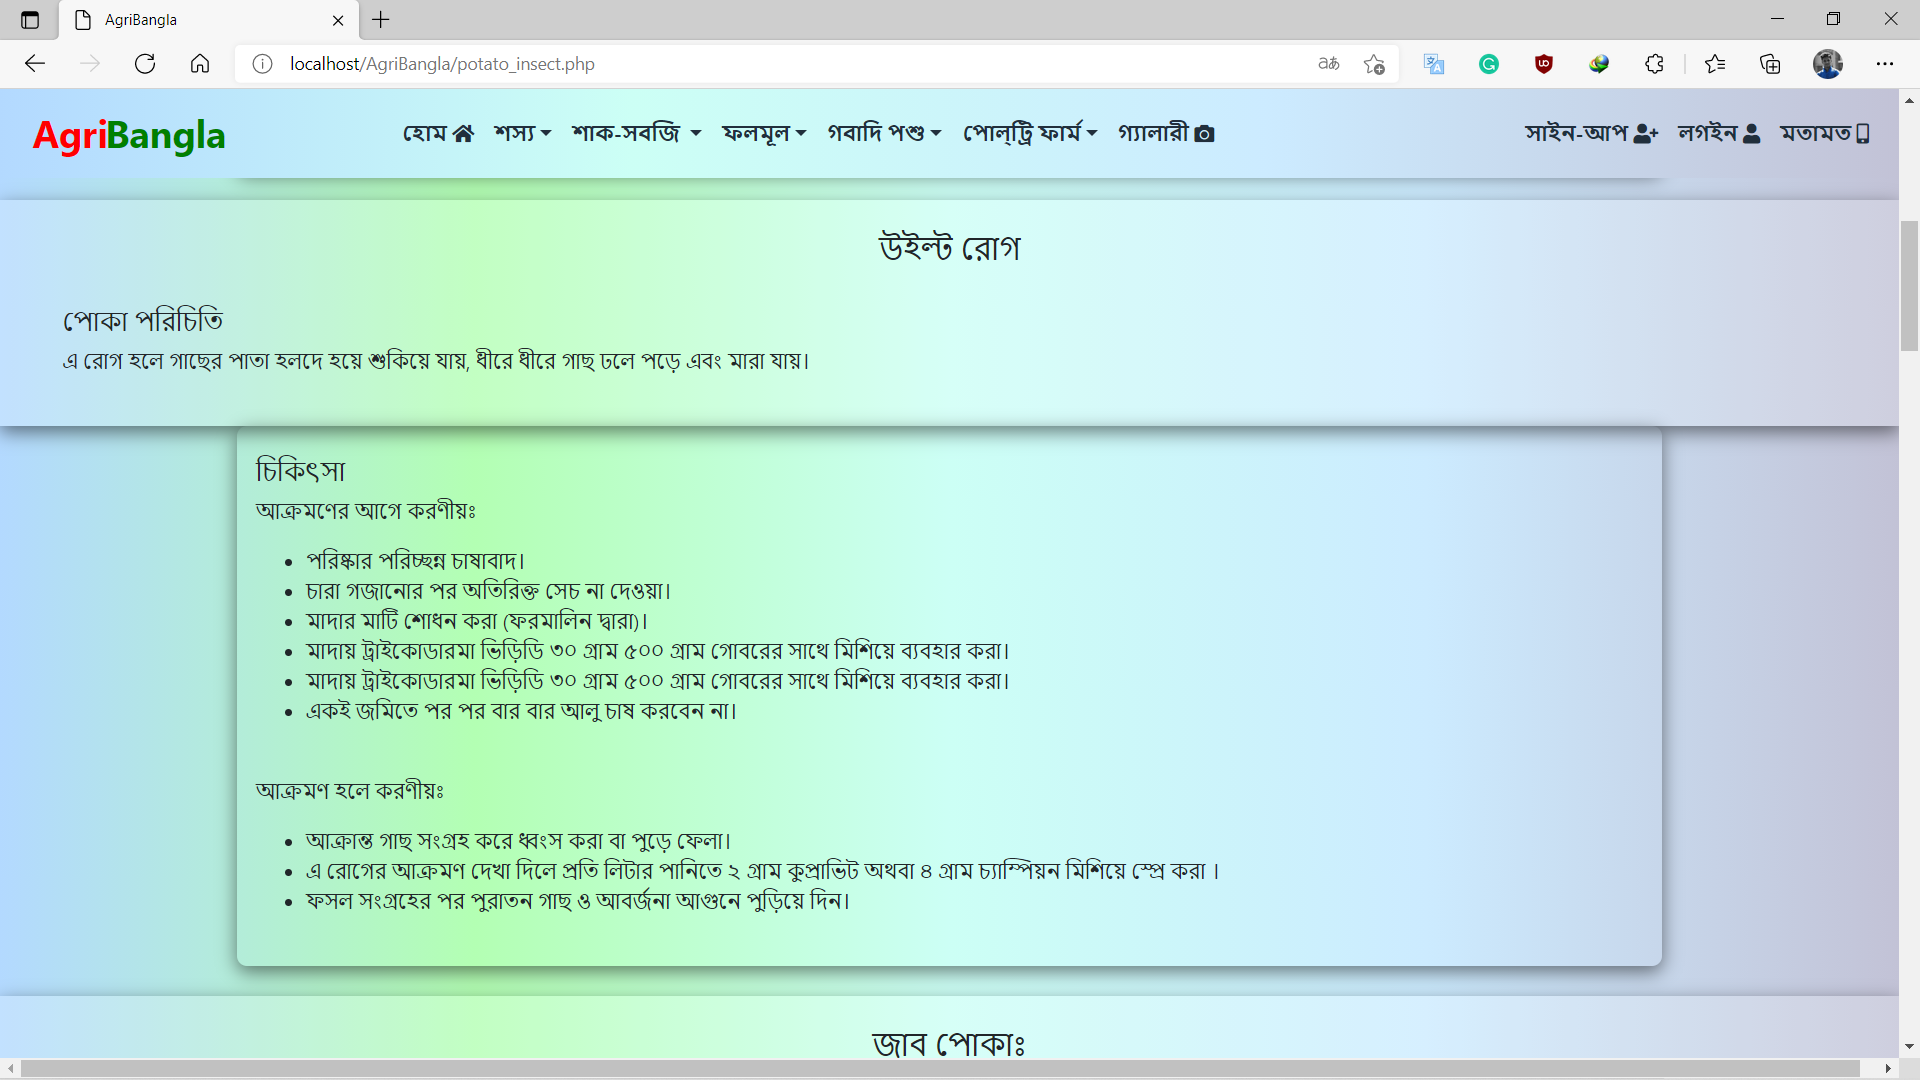 AgriBangla
localhost/AgriBangla/potato_insect.php
AgriBangla হোম শস্য শাক-সবজি ফলমূল গবাদি পশু পোল্ট্রি ফার্ম গ্যালারী সাইন-আপ লগইন মতামত
উইল্ট রোগ
পোকা পরিচিতি
এ রোগ হলে গাছের পাতা হলদে হয়ে শুকিয়ে যায়, ধীরে ধীরে গাছ ঢলে পড়ে এবং মারা যায়।
চিকিৎসা
আক্রমণের আগে করণীয়ঃ
পরিষ্কার পরিচ্ছন্ন চাষাবাদ।
চারা গজানোর পর অতিরিক্ত সেচ না দেওয়া।
মাদার মাটি শোধন করা (ফরমালিন দ্বারা)।
মাদায় ট্রাইকোডারমা ভিড়িডি ৩০ গ্রাম ৫০০ গ্রাম গোবরের সাথে মিশিয়ে ব্যবহার করা।
মাদায় ট্রাইকোডারমা ভিড়িডি ৩০ গ্রাম ৫০০ গ্রাম গোবরের সাথে মিশিয়ে ব্যবহার করা।
একই জমিতে পর পর বার বার আলু চাষ করবেন না।
আক্রমণ হলে করণীয়ঃ
আক্রান্ত গাছ সংগ্রহ করে ধ্বংস করা বা পুড়ে ফেলা।
এ রোগের আক্রমণ দেখা দিলে প্রতি লিটার পানিতে ২ গ্রাম কুপ্রাভিট অথবা ৪ গ্রাম চ্যাম্পিয়ন মিশিয়ে স্প্রে করা ।
ফসল সংগ্রহের পর পুরাতন গাছ ও আবর্জনা আগুনে পুড়িয়ে দিন।
জাব পোকাঃ